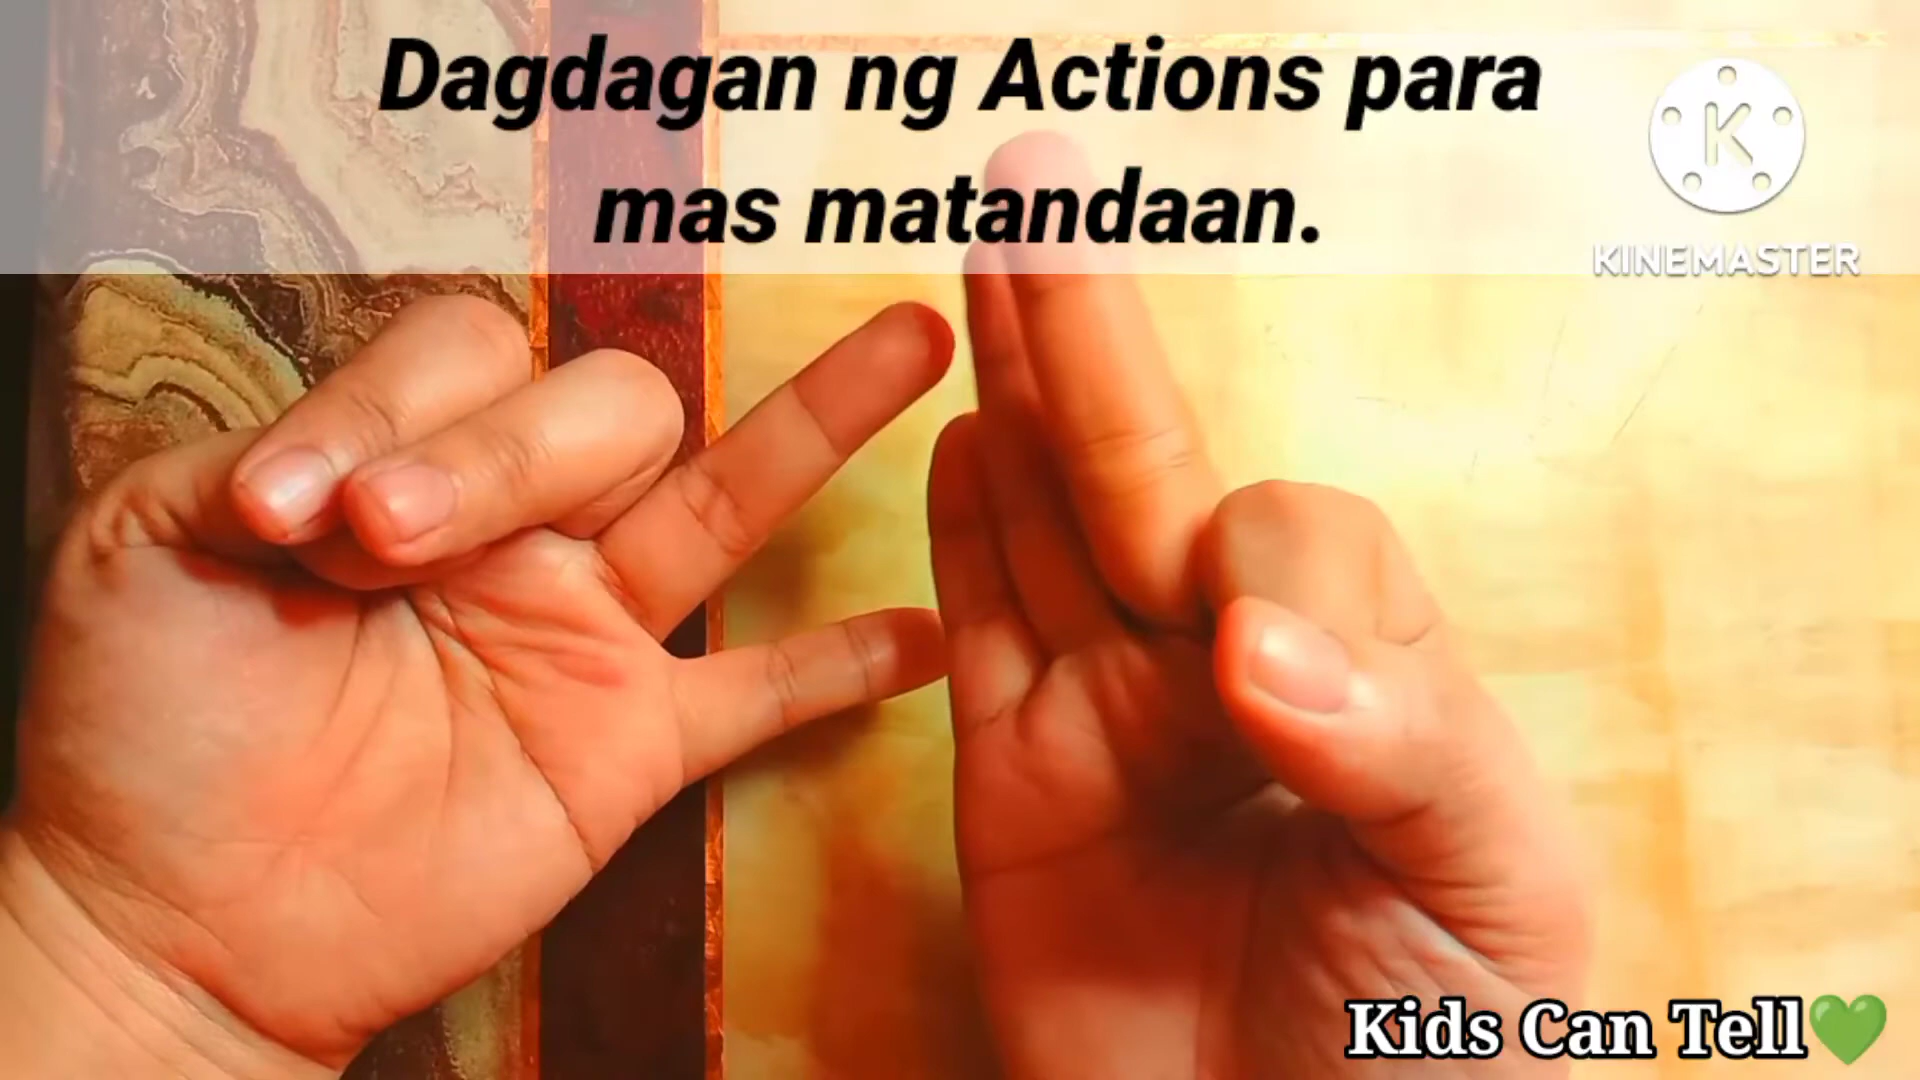 Dagdagan ng Actions para
mas matandaan.
K
KINEMASTER
Kids Can Tell